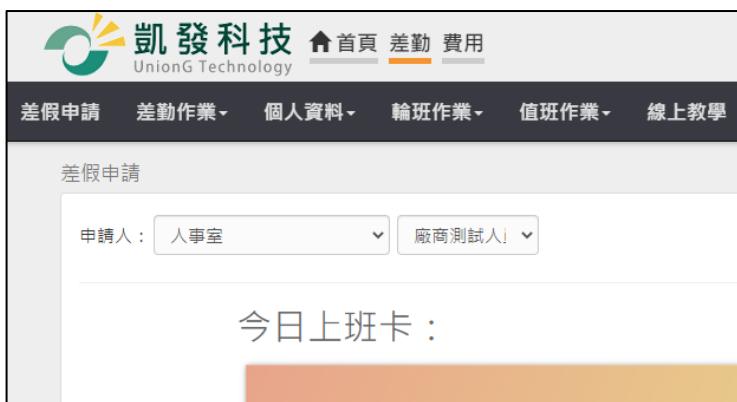 凱發科技 首頁 差勤 費用
UnionG Technology
差假申請 差勤作業 個人資料 輪班作業 值班作業 線上教學
差假申請
申請人： 人事室 廠商測試人
今日上班卡：